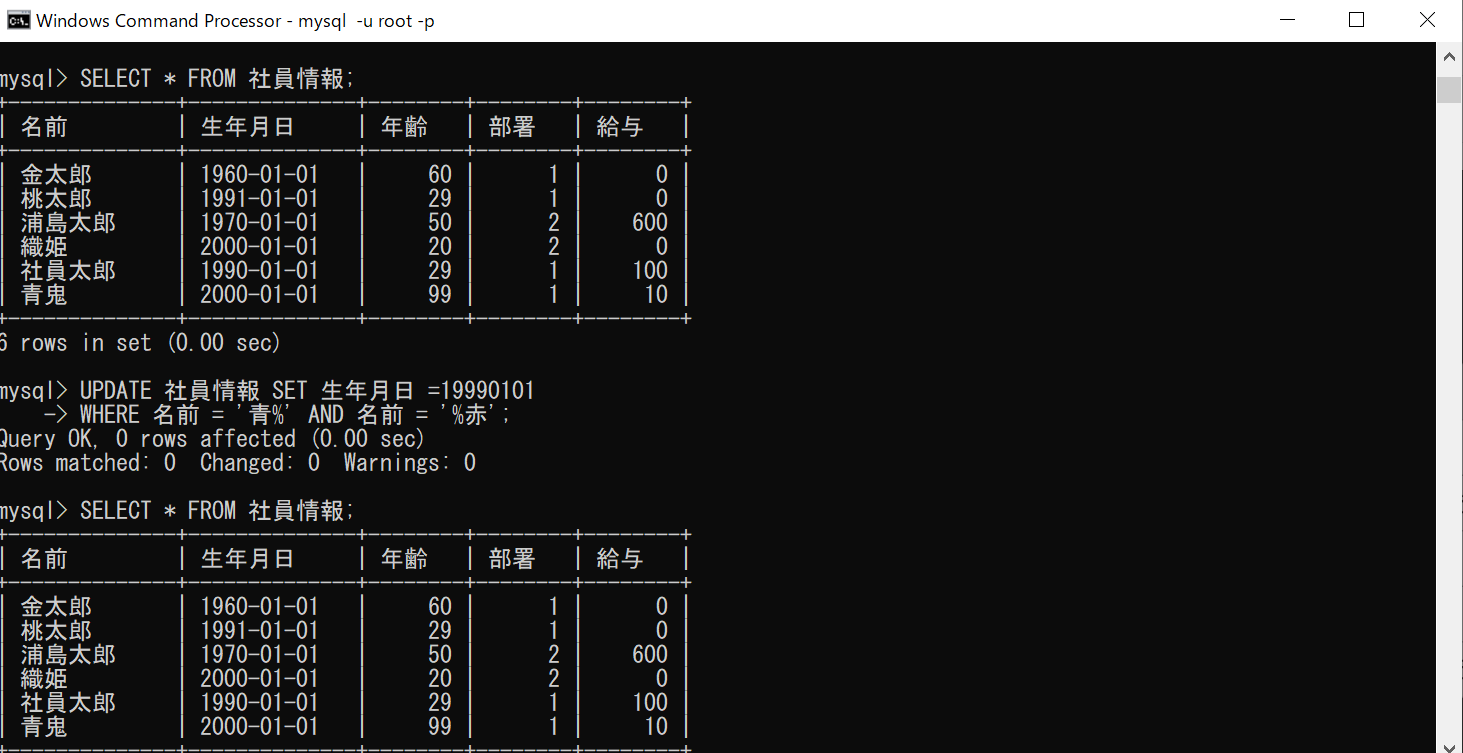 Windows Command Processor - mysql  -u root -p
mysql> SELECT * FROM 社員情報;
+--------------+--------------+--------+--------+--------+
| 名前         | 生年月日     | 年齢   | 部署   | 給与   |
+--------------+--------------+--------+--------+--------+
| 金太郎       | 1960-01-01   |     60 |      1 |      0 |
| 桃太郎       | 1991-01-01   |     29 |      1 |      0 |
| 浦島太郎     | 1970-01-01   |     50 |      2 |    600 |
| 織姫         | 2000-01-01   |     20 |      2 |      0 |
| 社員太郎     | 1990-01-01   |     29 |      1 |    100 |
| 青鬼         | 2000-01-01   |     99 |      1 |     10 |
+--------------+--------------+--------+--------+--------+
6 rows in set (0.00 sec)
mysql> UPDATE 社員情報 SET 生年月日 =19990101
    -> WHERE 名前 = '青%' AND 名前 = '%赤';
Query OK, 0 rows affected (0.00 sec)
Rows matched: 0  Changed: 0  Warnings: 0
mysql> SELECT * FROM 社員情報;
+--------------+--------------+--------+--------+--------+
| 名前         | 生年月日     | 年齢   | 部署   | 給与   |
+--------------+--------------+--------+--------+--------+
| 金太郎       | 1960-01-01   |     60 |      1 |      0 |
| 桃太郎       | 1991-01-01   |     29 |      1 |      0 |
| 浦島太郎     | 1970-01-01   |     50 |      2 |    600 |
| 織姫         | 2000-01-01   |     20 |      2 |      0 |
| 社員太郎     | 1990-01-01   |     29 |      1 |    100 |
| 青鬼         | 2000-01-01   |     99 |      1 |     10 |
+--------------+--------------+--------+--------+--------+